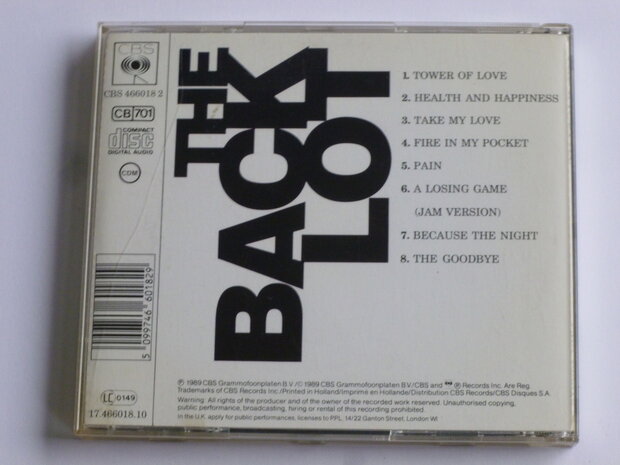 CBS
CBS 466018 2
CB 701
COMPACT
disc
DIGITAL AUDIO
CDM
5 099746 601829
LC 0149
17.466018.10
THE
BACK
LOT
1. TOWER OF LOVE
2. HEALTH AND HAPPINESS
3. TAKE MY LOVE
4. FIRE IN MY POCKET
5. PAIN
6. A LOSING GAME
(JAM VERSION)
7. BECAUSE THE NIGHT
8. THE GOODBYE
℗ 1989 CBS Grammofoonplaten B.V./© 1989 CBS Grammofoonplaten B.V./CBS and ℗ Records Inc. Are Reg.
Trademarks of CBS Records Inc./Printed in Holland/Imprimé en Hollande/Distribution CBS Records/CBS Disques S.A.
Warning: All rights of the producer and of the owner of the recorded work reserved. Unauthorised copying,
public performance, broadcasting, hiring or rental of this recording prohibited.
In the U.K. apply for public performances, licenses to PPL. 14/22 Ganton Street, London WI